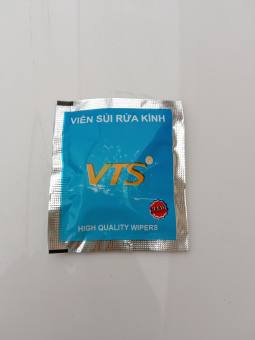 VIÊN SỦI RỬA KÍNH
VTS
HIGH QUALITY WIPERS